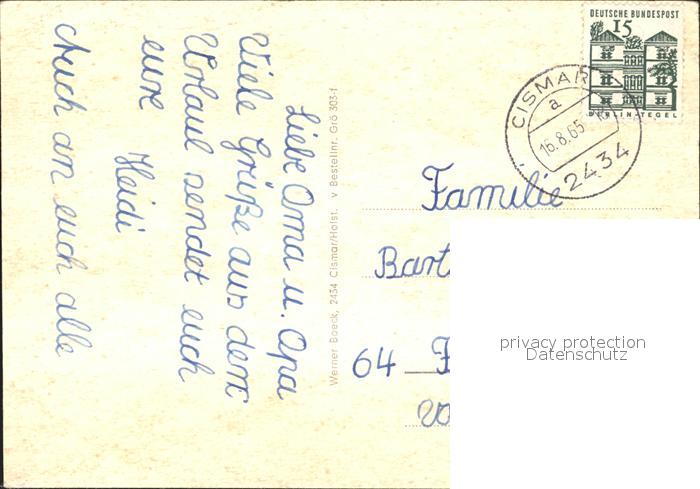 Liebe Oma u. Opa
Viele Grüße aus dem
Urlaul sendet euch
eure
Heidi
Auch an euch alle
Werner Boeck, 2434 Cismar/Holst. v Bestellnr. Grö 303-f
DEUTSCHE BUNDESPOST
15
BERLIN-TEGEL
CISMAR
a
16.8.65
2434
Familie
Bart
64
privacy protection
Datenschutz